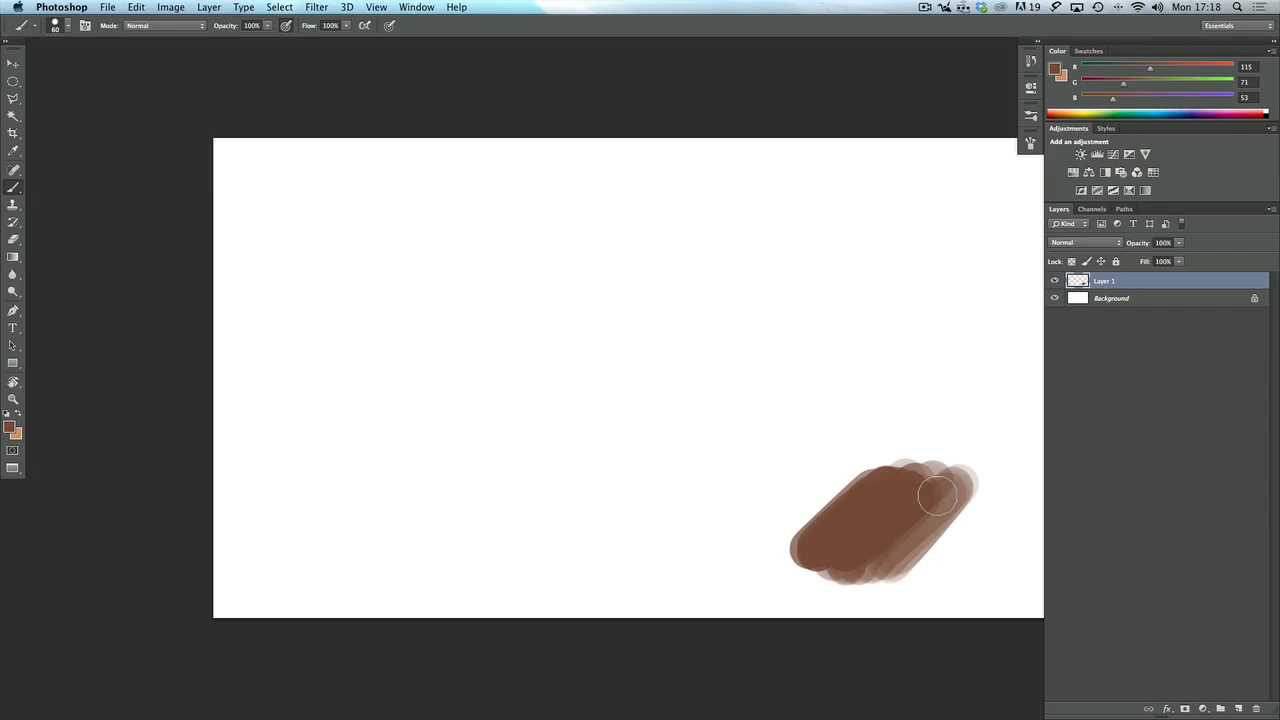 Photoshop File Edit Image Layer Type Select Filter 3D View Window Help 19 Mon 17:18
60 Mode: Normal Opacity: 100% Flow: 100% Essentials
Color Swatches
R 115
G 71
B 53
Adjustments Styles
Add an adjustment
Layers Channels Paths
Kind
Normal Opacity: 100%
Lock: Fill: 100%
Layer 1
Background